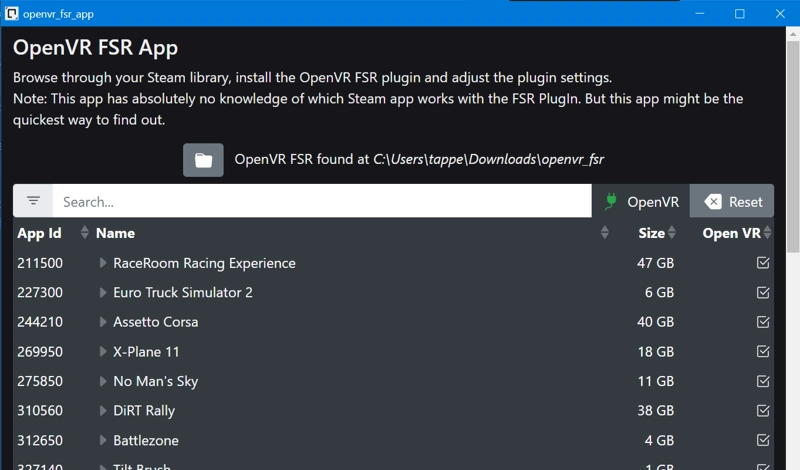 openvr_fsr_app
OpenVR FSR App
Browse through your Steam library, install the OpenVR FSR plugin and adjust the plugin settings.
Note: This app has absolutely no knowledge of which Steam app works with the FSR PlugIn. But this app might be the
quickest way to find out.
OpenVR FSR found at C:\Users\tappe\Downloads\openvr_fsr
Search... OpenVR Reset
App Id Name Size Open VR
211500 RaceRoom Racing Experience 47 GB
227300 Euro Truck Simulator 2 6 GB
244210 Assetto Corsa 40 GB
269950 X-Plane 11 18 GB
275850 No Man's Sky 11 GB
310560 DiRT Rally 38 GB
312650 Battlezone 4 GB
327140 Tilt Brush 1 GB